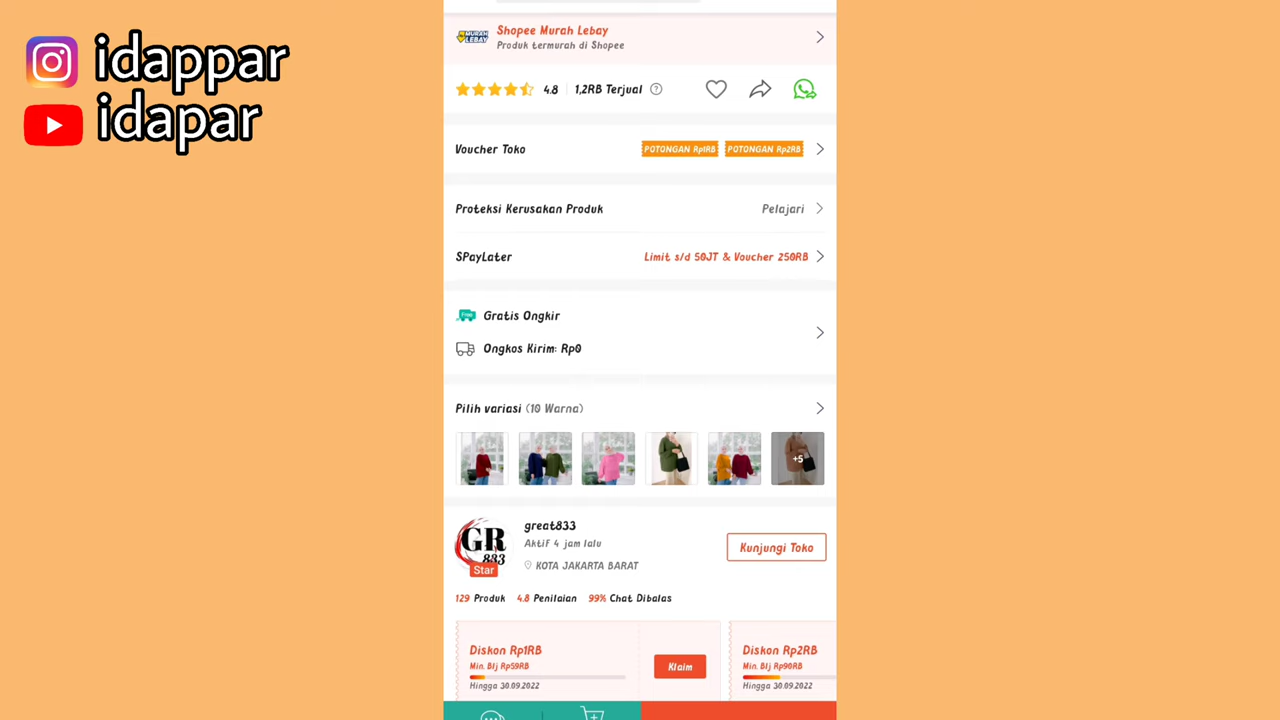 idappar
idapar
MURAH LEBAY
Shopee Murah Lebay
Produk termurah di Shopee
4.8 1,2RB Terjual ?
Voucher Toko POTONGAN Rp1RB POTONGAN Rp2RB
Proteksi Kerusakan Produk Pelajari
SPayLater Limit s/d 50JT & Voucher 250RB
Free Gratis Ongkir
Ongkos Kirim: Rp0
Pilih variasi (10 Warna)
+5
GR 833
Star
great833
Aktif 4 jam lalu
KOTA JAKARTA BARAT
Kunjungi Toko
129 Produk 4.8 Penilaian 99% Chat Dibalas
Diskon Rp1RB
Min. Blj Rp59RB
Hingga 30.09.2022
Klaim
Diskon Rp2RB
Min. Blj Rp90RB
Hingga 30.09.2022